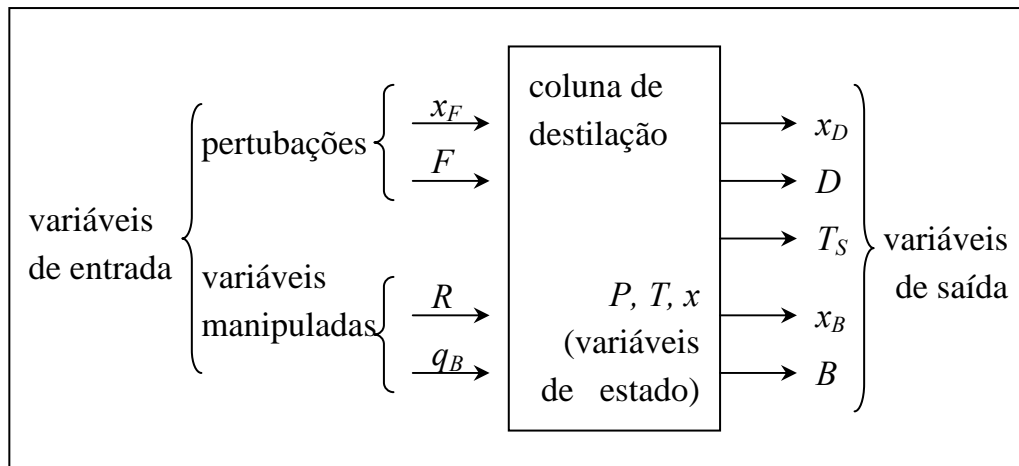 variáveis
de entrada
pertubações
variáveis
manipuladas
x_F
F
R
q_B
coluna de
destilação
P, T, x
(variáveis
de estado)
x_D
D
T_S
x_B
B
variáveis
de saída